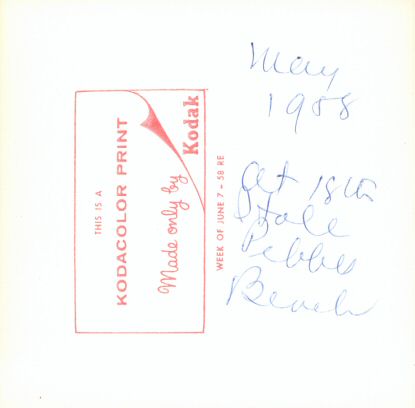 May
1958
THIS IS A
KODACOLOR PRINT
Made only by
Kodak
WEEK OF JUNE 7 - 58 RE
at 18th
Hole
Pebble
Beach